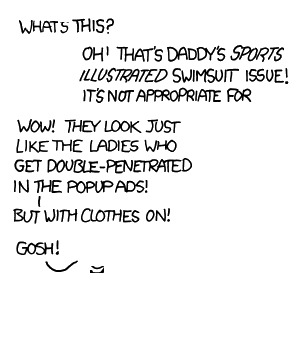 WHATS THIS?
OH! THAT'S DADDY'S SPORTS
ILLUSTRATED SWIMSUIT ISSUE!
IT'S NOT APPROPRIATE FOR
WOW! THEY LOOK JUST
LIKE THE LADIES WHO
GET DOUBLE-PENETRATED
IN THE POPUP ADS!
BUT WITH CLOTHES ON!
GOSH!